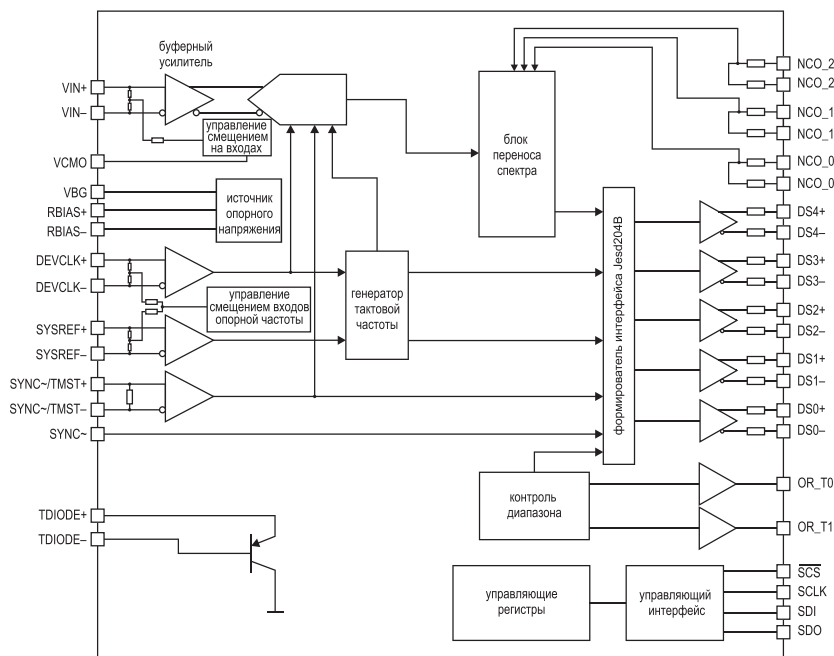 буферный
усилитель
VIN+
VIN–
управление
смещением
на входах
VCMO
VBG
RBIAS+
RBIAS–
источник
опорного
напряжения
DEVCLK+
DEVCLK–
управление
смещением входов
опорной частоты
SYSREF+
SYSREF–
SYNC~/TMST+
SYNC~/TMST–
SYNC~
генератор
тактовой
частоты
блок
переноса
спектра
формирователь интерфейса Jesd204B
NCO_2
NCO_2
NCO_1
NCO_1
NCO_0
NCO_0
DS4+
DS4–
DS3+
DS3–
DS2+
DS2–
DS1+
DS1–
DS0+
DS0–
контроль
диапазона
OR_T0
OR_T1
TDIODE+
TDIODE–
управляющие
регистры
управляющий
интерфейс
SCS
SCLK
SDI
SDO